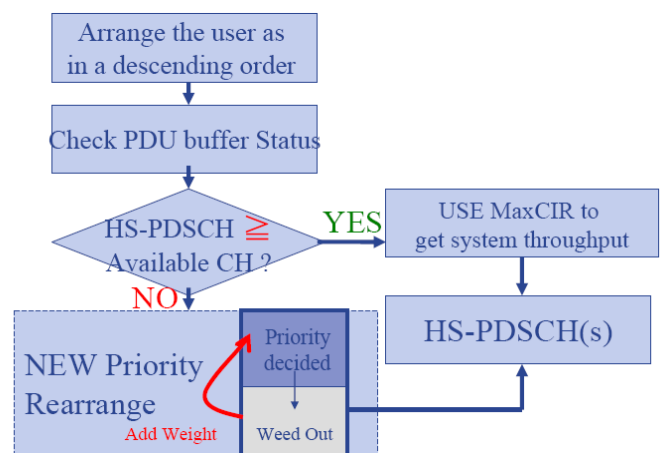 Arrange the user as
in a descending order
Check PDU buffer Status
HS-PDSCH ≧
Available CH ?
YES
USE MaxCIR to
get system throughput
NO
HS-PDSCH(s)
NEW Priority
Rearrange
Priority
decided
Add Weight
Weed Out